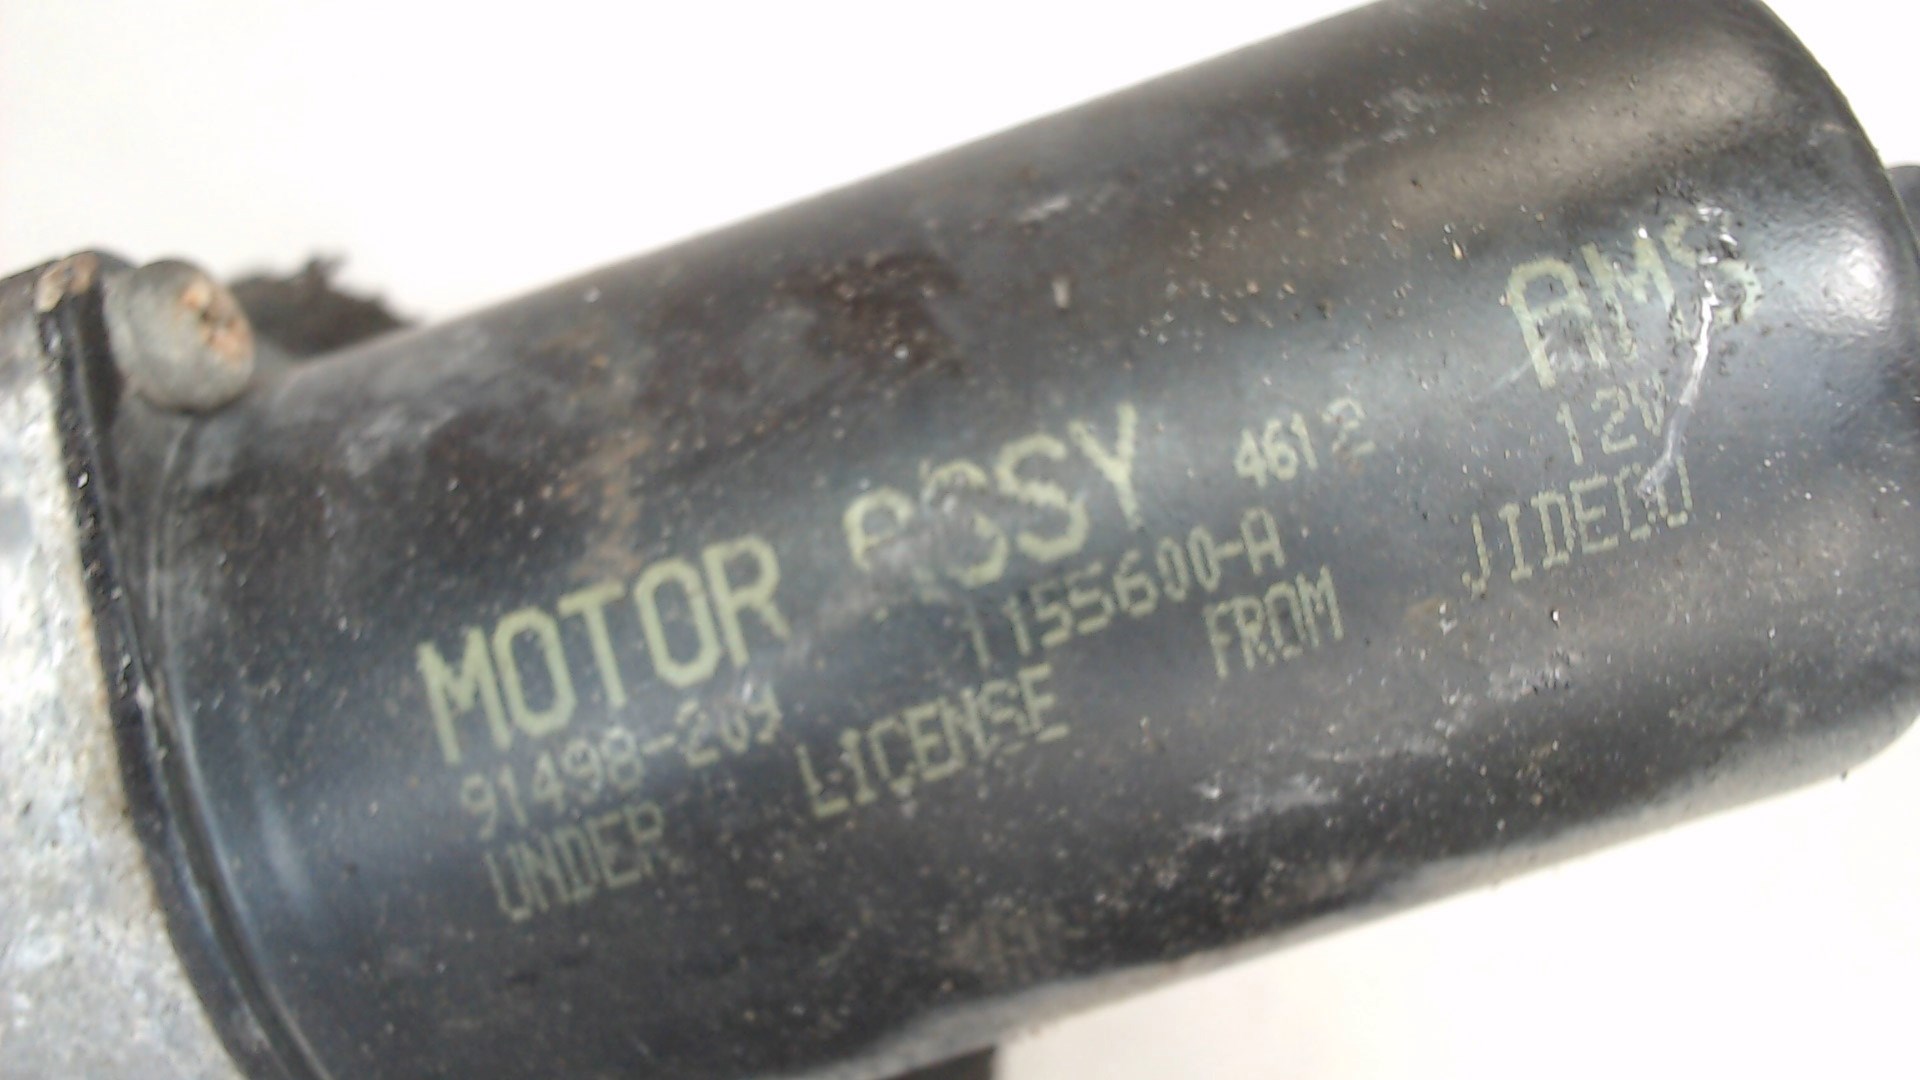 MOTOR ASSY 4612 AMS
91498-209 1155600-A 12V
UNDER LICENSE FROM JIDECO